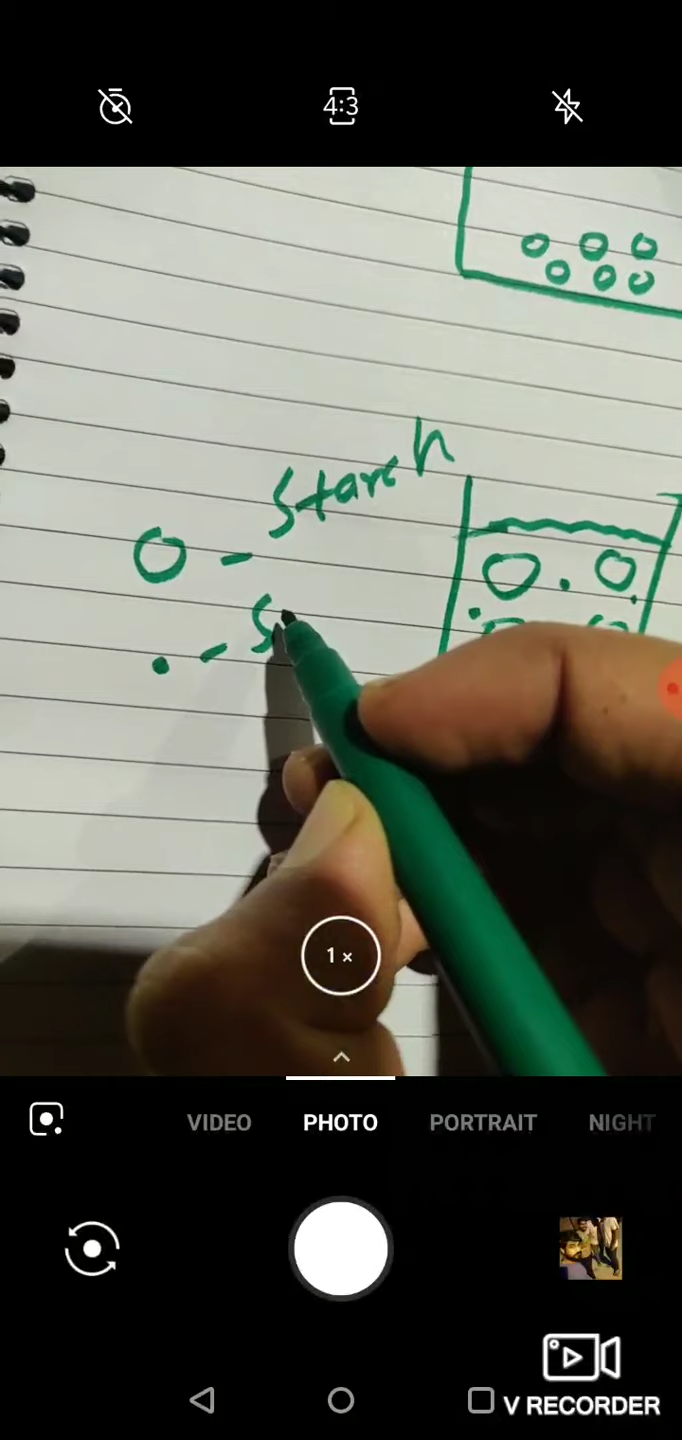 4:3
O - Starch
. - S
1 ×
VIDEO PHOTO PORTRAIT NIGHT
V RECORDER